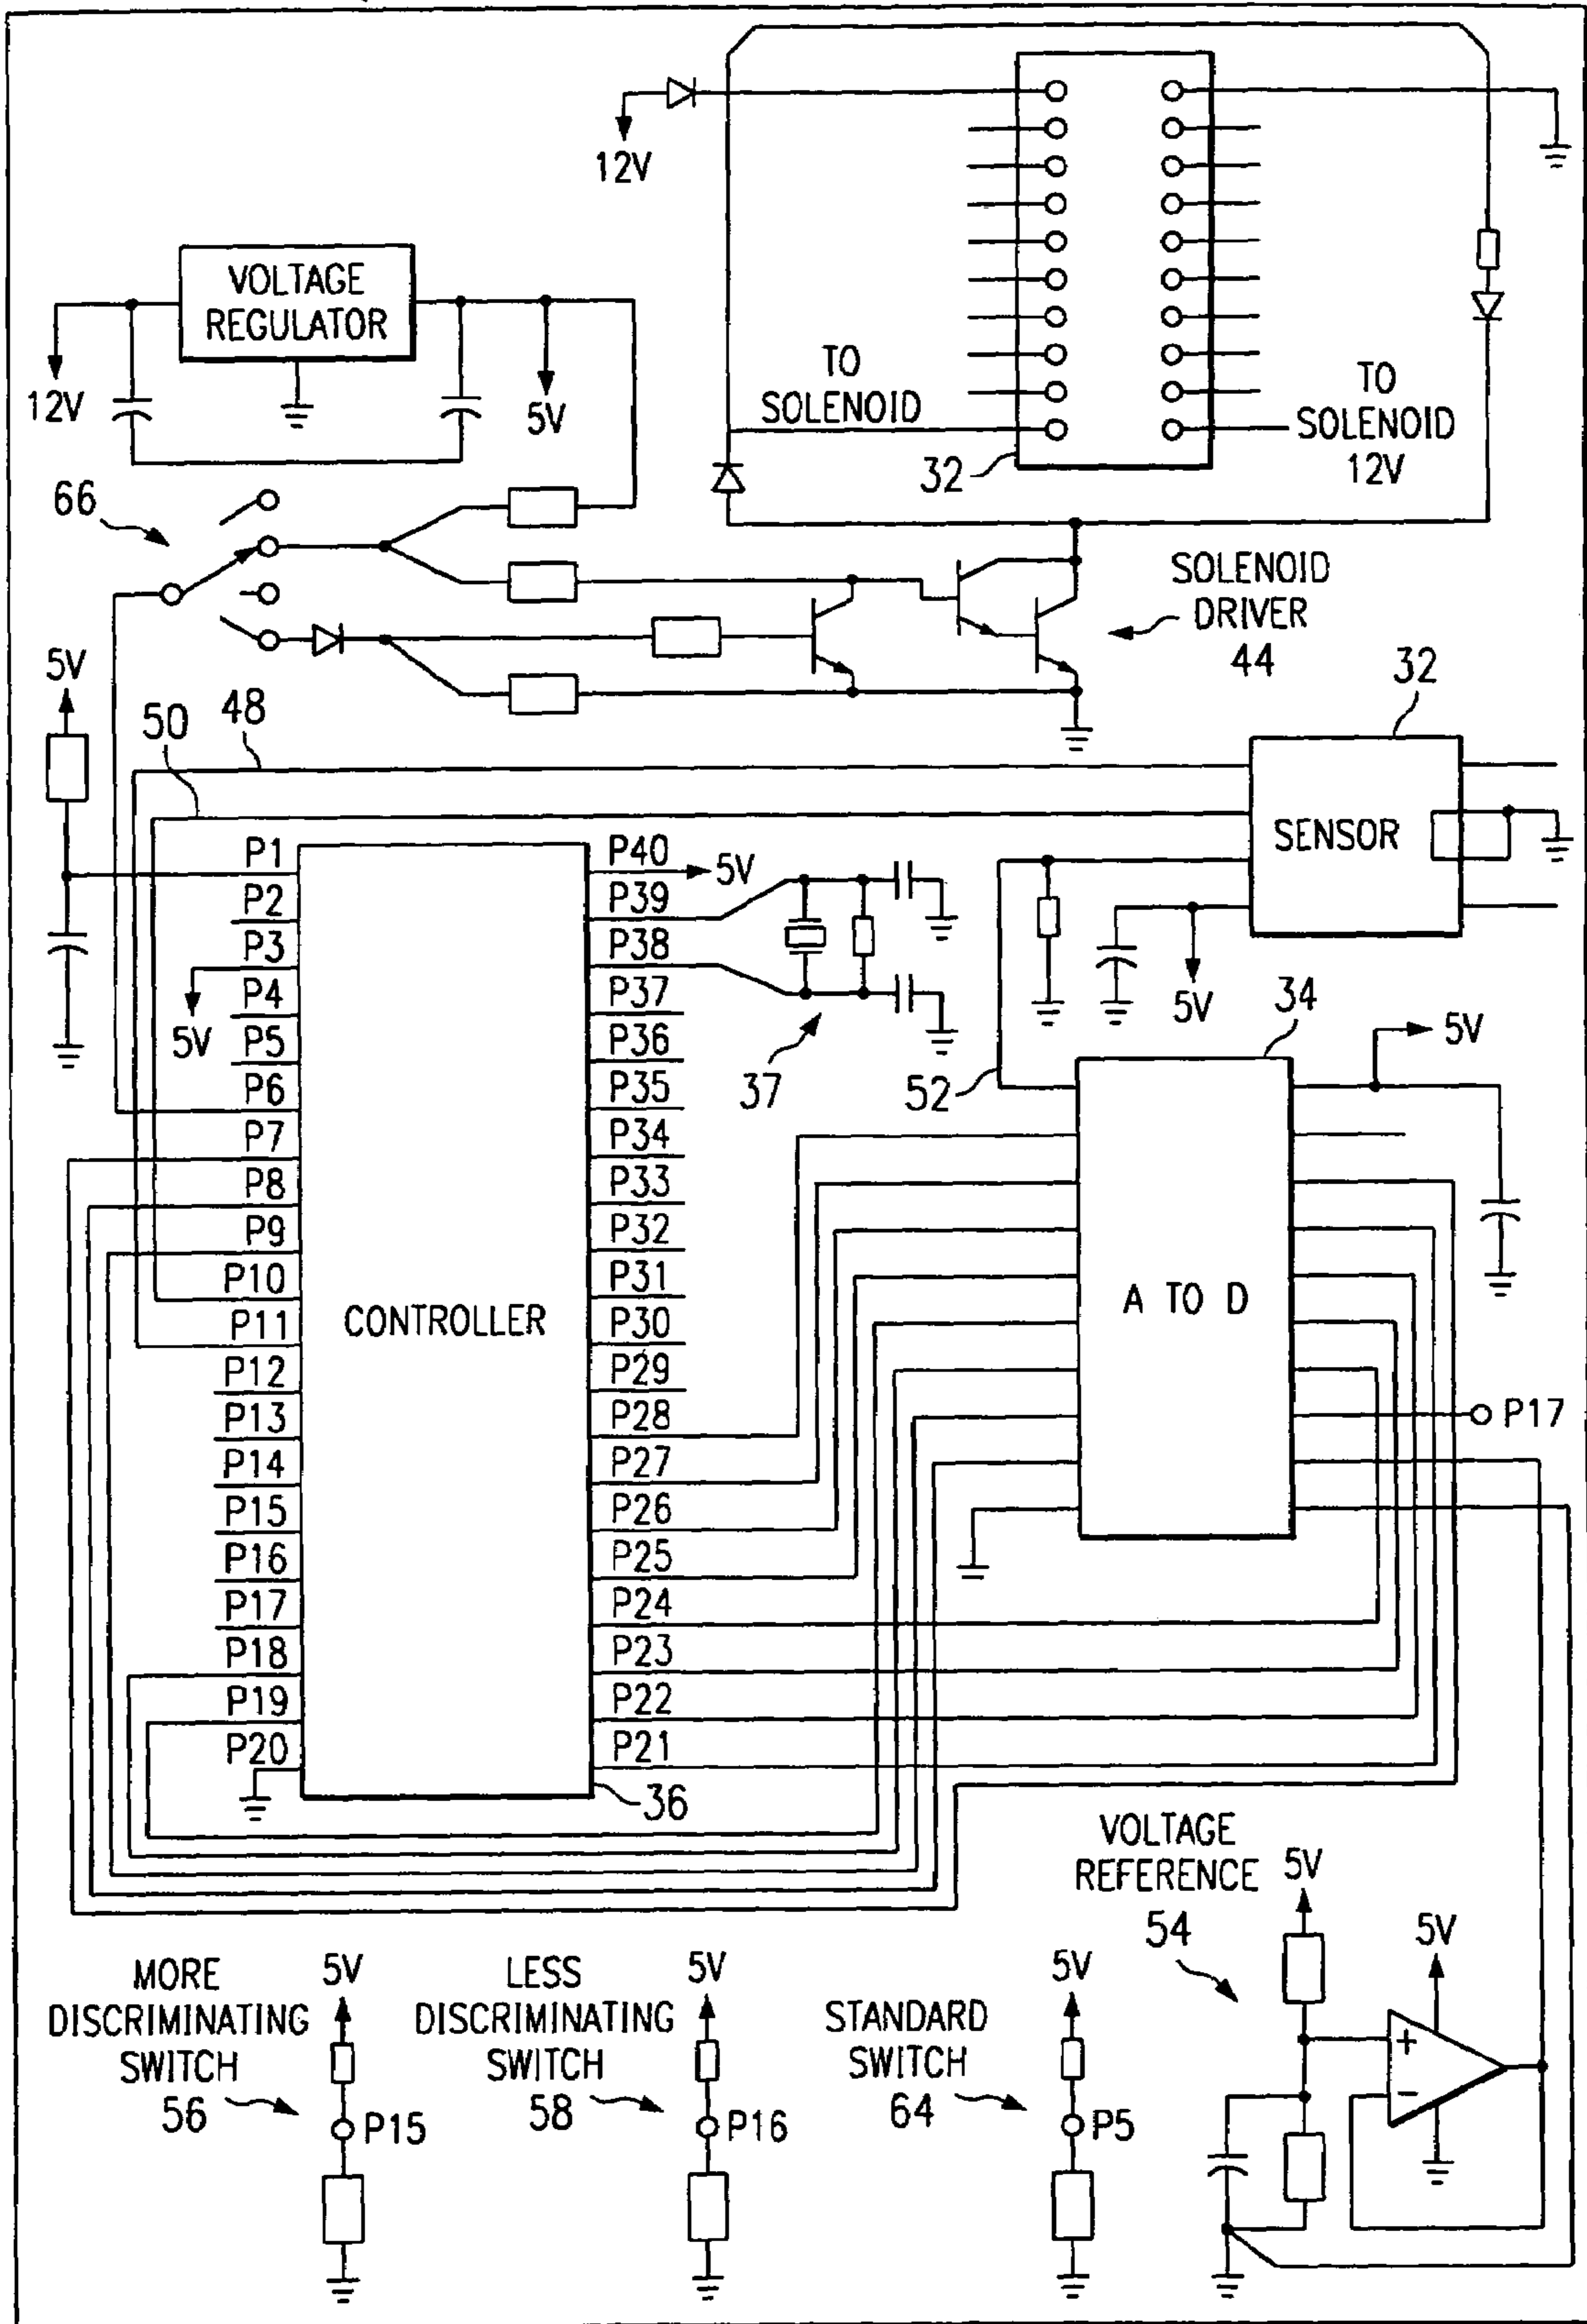 12V
VOLTAGE
REGULATOR
12V
5V
TO
SOLENOID
TO
SOLENOID
12V
32
66
SOLENOID
DRIVER
44
5V
50
48
32
SENSOR
5V
P1
P2
P3
5V
P4
P5
P6
P7
P8
P9
P10
P11
P12
P13
P14
P15
P16
P17
P18
P19
P20
CONTROLLER
36
P40
5V
P39
P38
P37
P36
P35
P34
P33
P32
P31
P30
P29
P28
P27
P26
P25
P24
P23
P22
P21
37
52
34
5V
A TO D
P17
VOLTAGE
REFERENCE
54
5V
5V
+
−
MORE
DISCRIMINATING
SWITCH
56
5V
P15
LESS
DISCRIMINATING
SWITCH
58
5V
P16
STANDARD
SWITCH
64
5V
P5